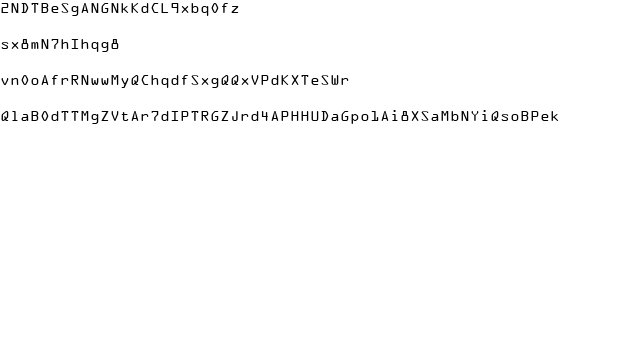 2NDTBeSgANGNkKdCL9xbq0fz
sx8mN7hIhqg8
vn0oAfrRNwwMyQChqdfSxgQQxVPdKXTeSWr
QlaB0dTTMgZVtAr7dIPTRGZJrd4APHHUDaGpo1Ai8XSaMbNYiQsoBPek